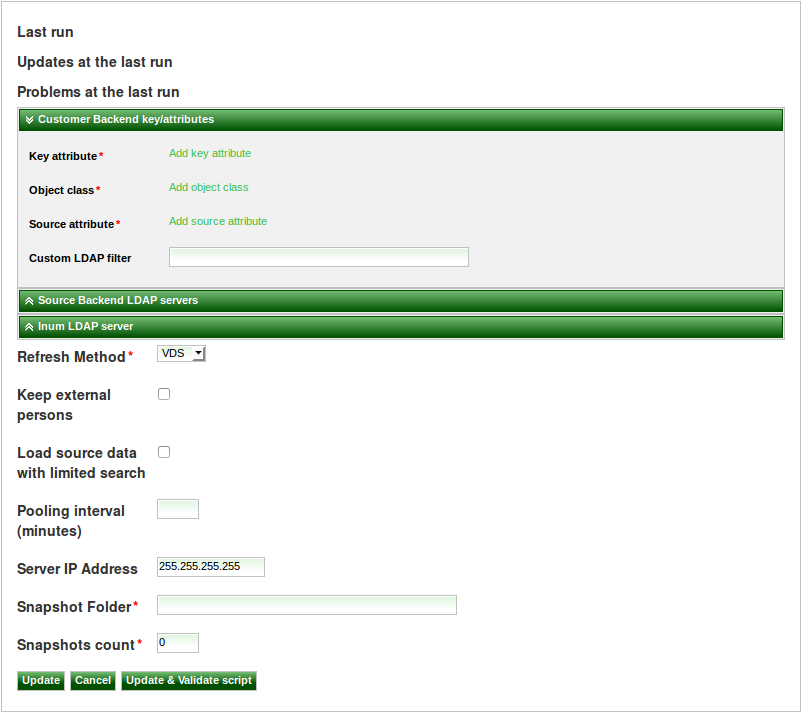 Last run
Updates at the last run
Problems at the last run
Customer Backend key/attributes
Key attribute* Add key attribute
Object class* Add object class
Source attribute* Add source attribute
Custom LDAP filter
Source Backend LDAP servers
Inum LDAP server
Refresh Method* VDS
Keep external
persons
Load source data
with limited search
Pooling interval
(minutes)
Server IP Address 255.255.255.255
Snapshot Folder*
Snapshots count* 0
Update Cancel Update & Validate script